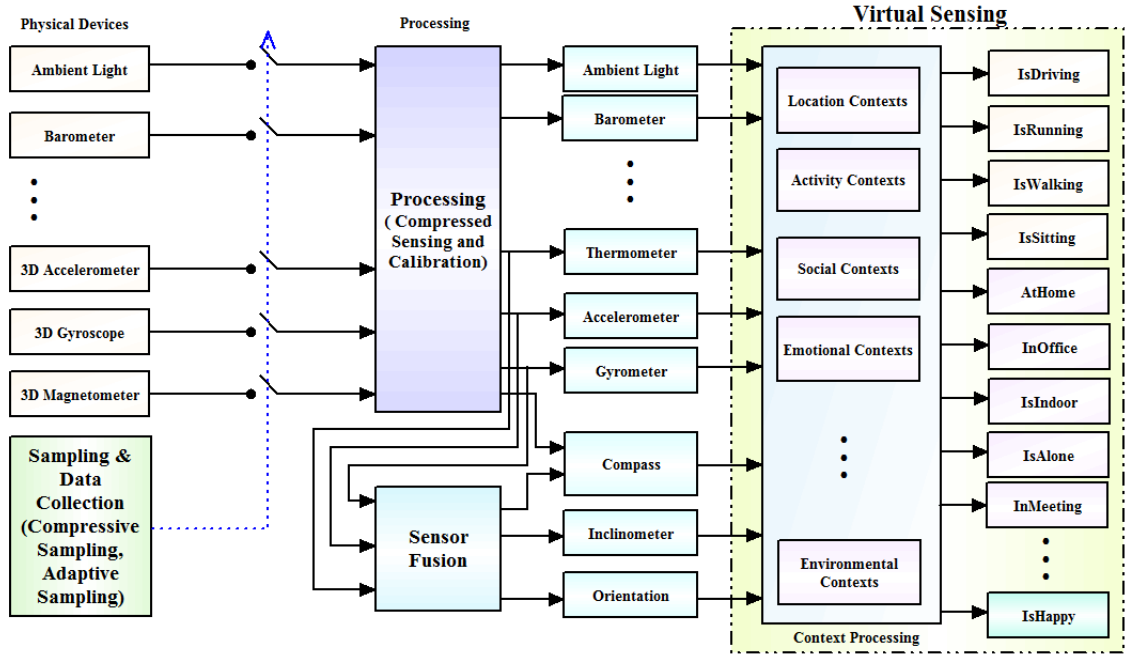 Physical Devices
Ambient Light
Barometer
3D Accelerometer
3D Gyroscope
3D Magnetometer
Sampling &
Data
Collection
(Compressive
Sampling,
Adaptive
Sampling)
Processing
Processing
( Compressed
Sensing and
Calibration)
Sensor
Fusion
Ambient Light
Barometer
Thermometer
Accelerometer
Gyrometer
Compass
Inclinometer
Orientation
Virtual Sensing
Location Contexts
Activity Contexts
Social Contexts
Emotional Contexts
Environmental
Contexts
Context Processing
IsDriving
IsRunning
IsWalking
IsSitting
AtHome
InOffice
IsIndoor
IsAlone
InMeeting
IsHappy